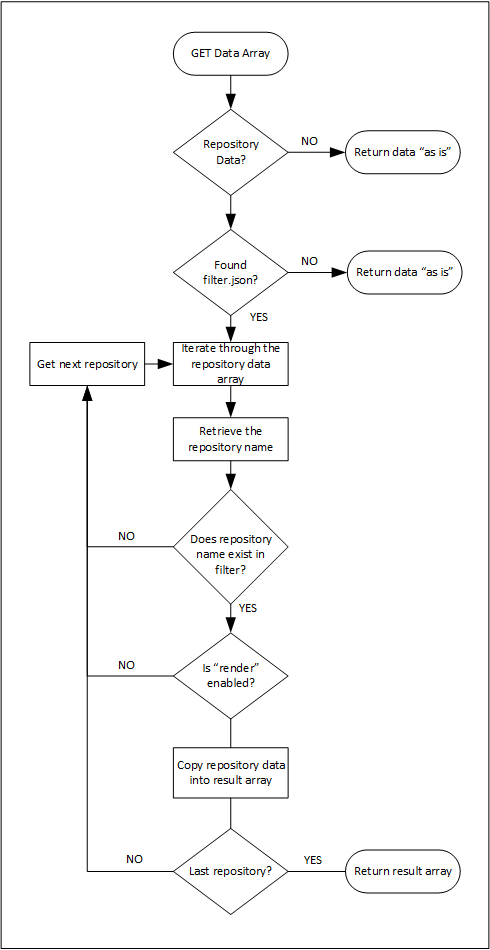 GET Data Array
Repository
Data?
NO
Return data “as is”
Found
filter.json?
NO
Return data “as is”
YES
Get next repository
Iterate through the
repository data
array
Retrieve the
repository name
Does repository
name exist in
filter?
NO
YES
Is “render”
enabled?
NO
Copy repository data
into result array
Last repository?
NO
YES
Return result array